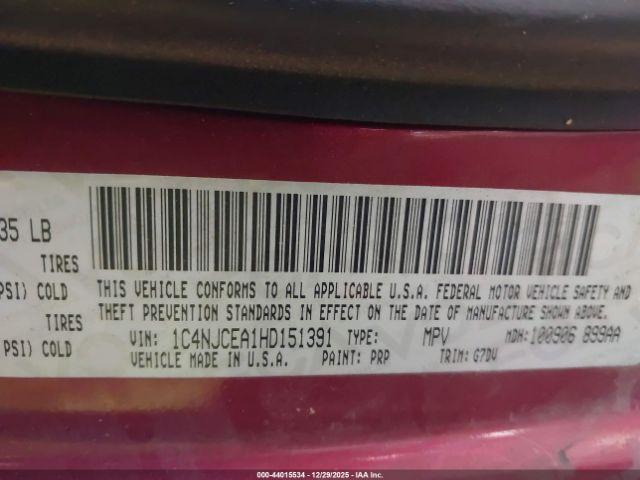 35 LB
TIRES
PSI) COLD
TIRES
PSI) COLD
THIS VEHICLE CONFORMS TO ALL APPLICABLE U.S.A. FEDERAL MOTOR VEHICLE SAFETY AND
THEFT PREVENTION STANDARDS IN EFFECT ON THE DATE OF MANUFACTURE SHOWN ABOVE.
VIN: 1C4NJCEA1HD151391 TYPE: MPV MDH:100906 899AA
VEHICLE MADE IN U.S.A. PAINT: PRP TRIM: G7DV
000-44015534 - 12/29/2025 - IAA Inc.